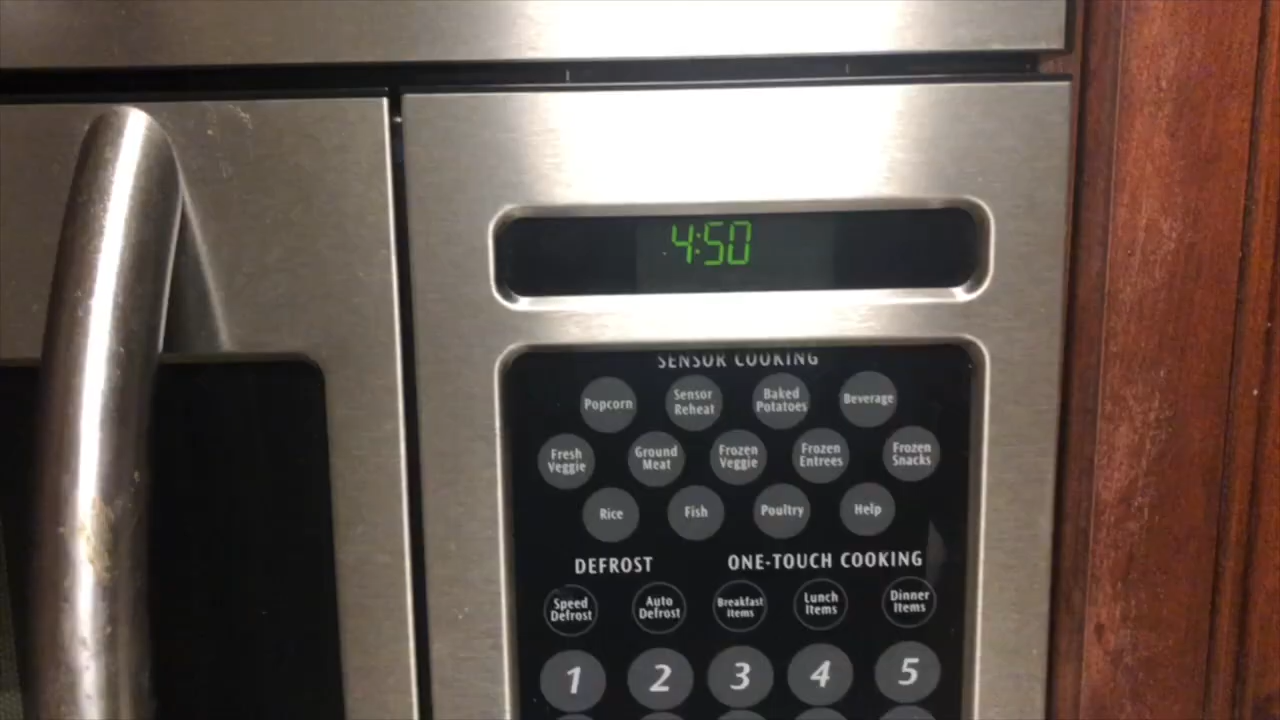 4:50
SENSOR COOKING
Popcorn
Sensor
Reheat
Baked
Potatoes
Beverage
Fresh
Veggie
Ground
Meat
Frozen
Veggie
Frozen
Entrees
Frozen
Snacks
Rice
Fish
Poultry
Help
DEFROST
ONE-TOUCH COOKING
Speed
Defrost
Auto
Defrost
Breakfast
Items
Lunch
Items
Dinner
Items
1
2
3
4
5